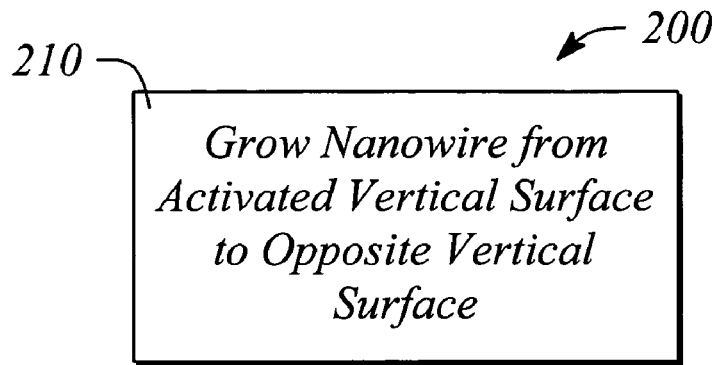 200
210
Grow Nanowire from
Activated Vertical Surface
to Opposite Vertical
Surface